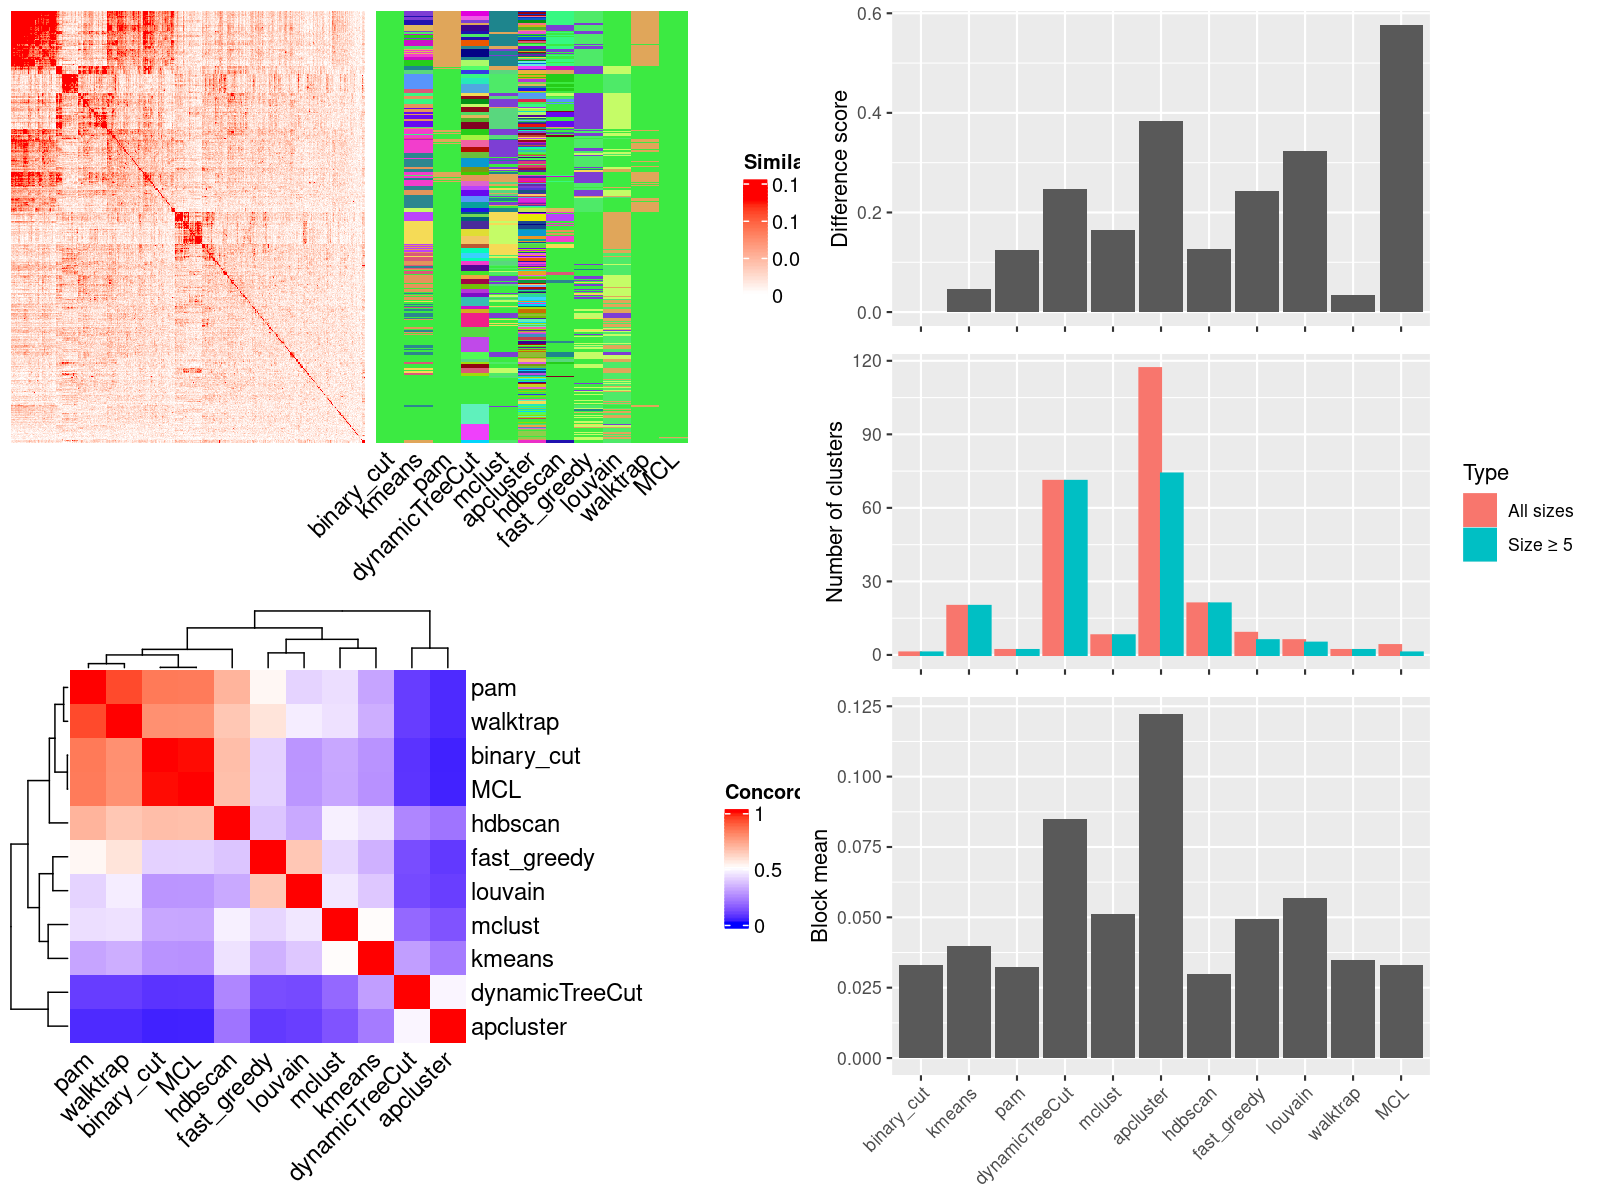 Simila
0.1
0.1
0.0
0
binary_cut
kmeans
pam
dynamicTreeCut
mclust
apcluster
hdbscan
fast_greedy
louvain
walktrap
MCL
pam
walktrap
binary_cut
MCL
hdbscan
fast_greedy
louvain
mclust
kmeans
dynamicTreeCut
apcluster
pam
walktrap
binary_cut
MCL
hdbscan
fast_greedy
louvain
mclust
kmeans
dynamicTreeCut
apcluster
Concord
1
0.5
0
Difference score
0.6
0.4
0.2
0.0
Number of clusters
120
90
60
30
0
Type
All sizes
Size ≥ 5
Block mean
0.125
0.100
0.075
0.050
0.025
0.000
binary_cut
kmeans
pam
dynamicTreeCut
mclust
apcluster
hdbscan
fast_greedy
louvain
walktrap
MCL